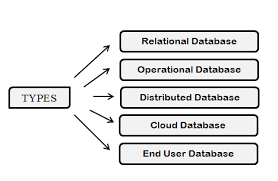 TYPES
Relational Database
Operational Database
Distributed Database
Cloud Database
End User Database